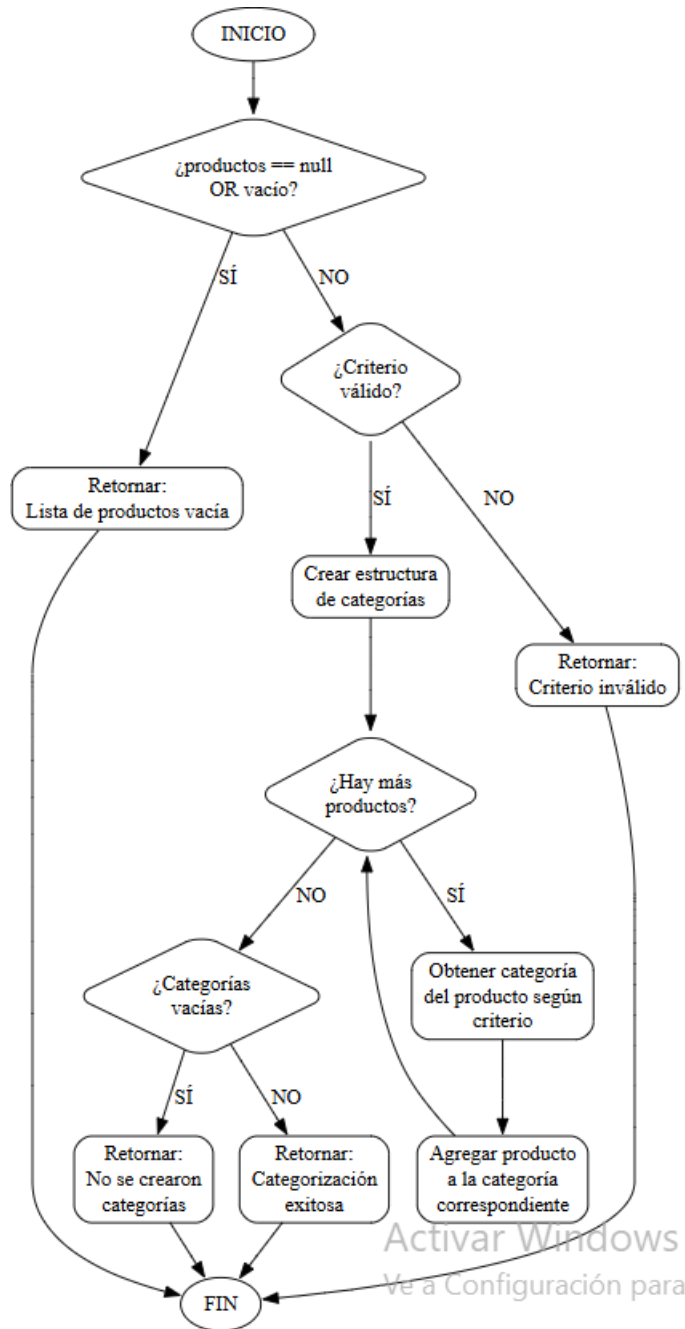 INICIO
¿productos == null
OR vacío?
SÍ
NO
¿Criterio
válido?
Retornar:
Lista de productos vacía
SÍ
NO
Crear estructura
de categorías
Retornar:
Criterio inválido
¿Hay más
productos?
NO
SÍ
¿Categorías
vacías?
Obtener categoría
del producto según
criterio
SÍ
NO
Retornar:
No se crearon
categorías
Retornar:
Categorización
exitosa
Agregar producto
a la categoría
correspondiente
Activar Windows
Ve a Configuración para
FIN